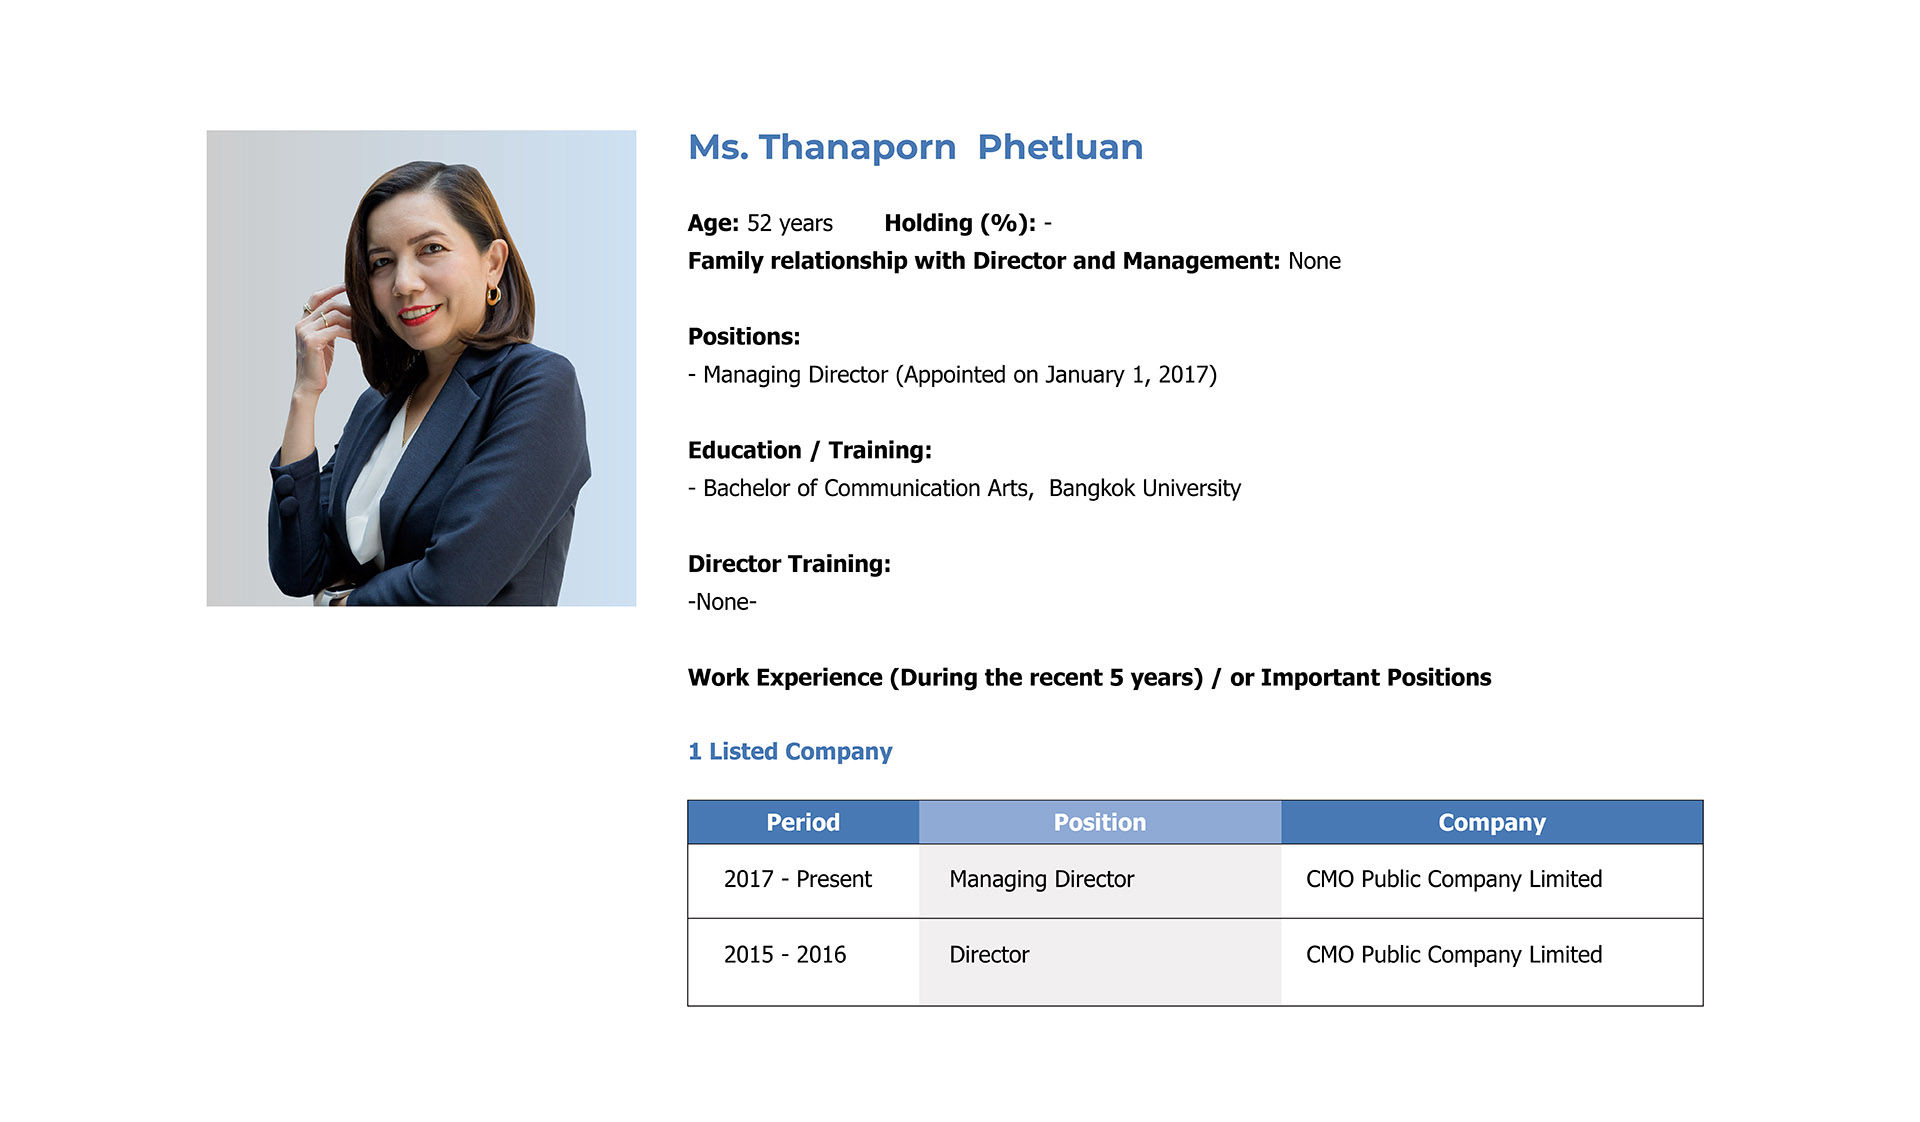 Ms. Thanaporn  Phetluan
Age: 52 years Holding (%): -
Family relationship with Director and Management: None
Positions:
- Managing Director (Appointed on January 1, 2017)
Education / Training:
- Bachelor of Communication Arts,  Bangkok University
Director Training:
-None-
Work Experience (During the recent 5 years) / or Important Positions
1 Listed Company
Period Position Company
2017 - Present Managing Director CMO Public Company Limited
2015 - 2016 Director CMO Public Company Limited